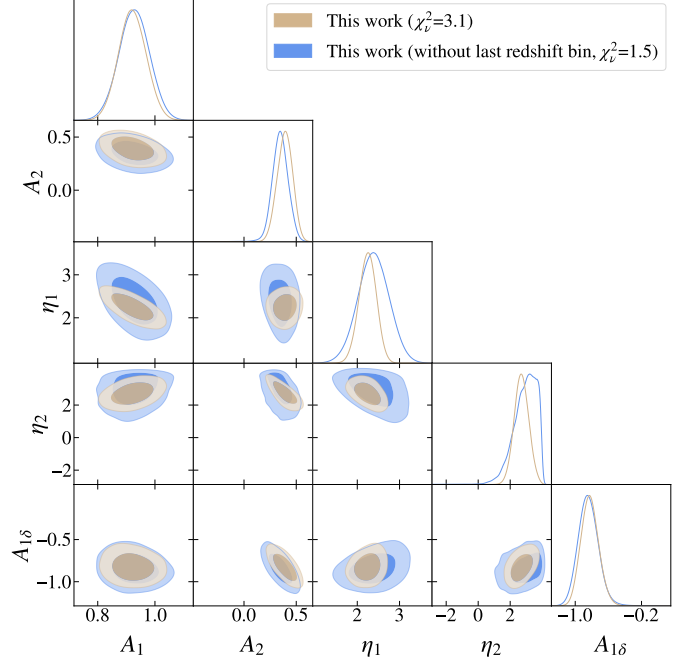 This work (χ²ᵥ=3.1)
This work (without last redshift bin, χ²ᵥ=1.5)
A₂
0.5
0.0
η₁
3
2
η₂
2
0
−2
A₁δ
−0.5
−1.0
0.8 1.0 0.0 0.5 2 3 −2 0 2 −1.0 −0.2
A₁ A₂ η₁ η₂ A₁δ